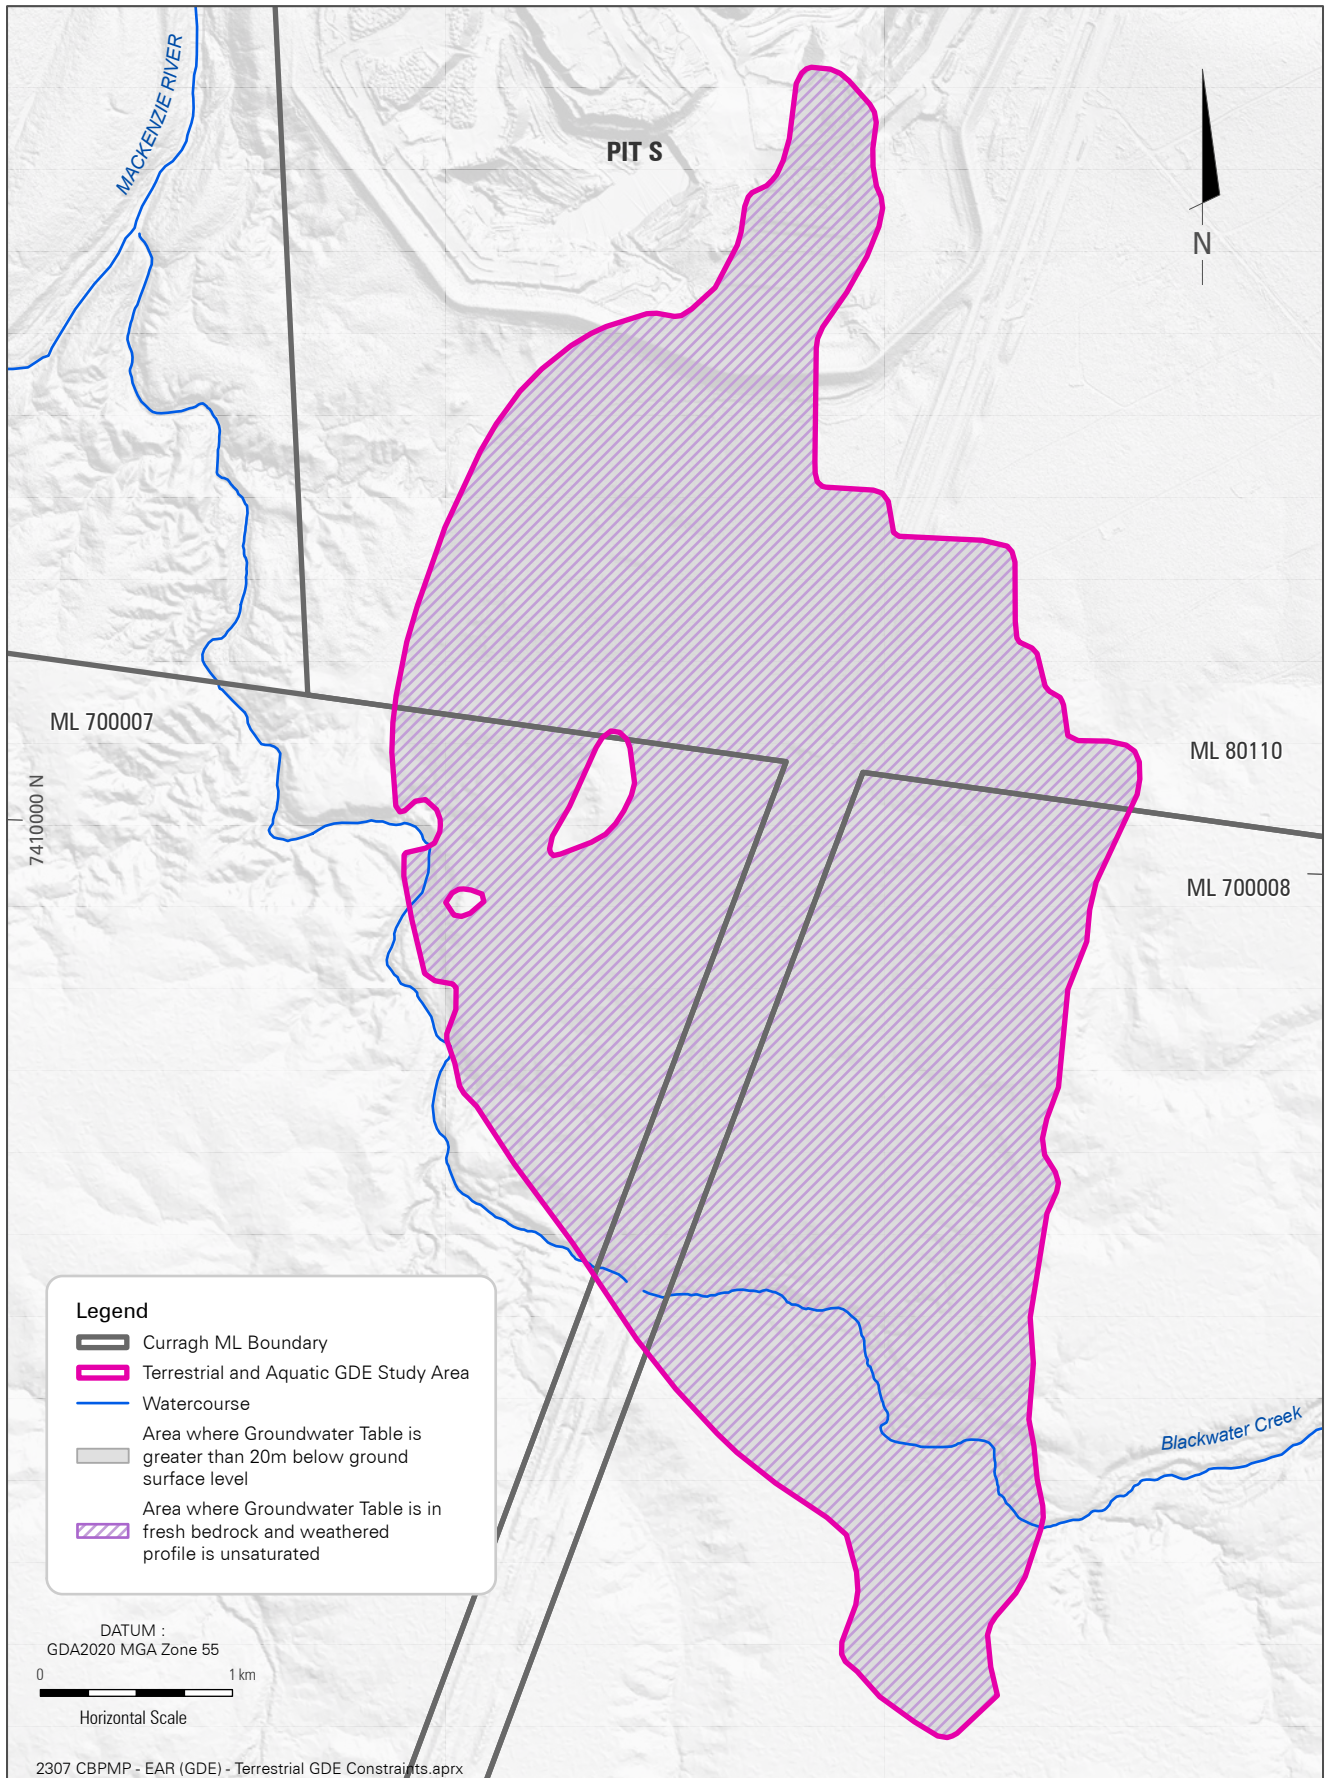 MACKENZIE RIVER
PIT S
N
ML 700007
ML 80110
7410000 N
ML 700008
Blackwater Creek
Legend
Curragh ML Boundary
Terrestrial and Aquatic GDE Study Area
Watercourse
Area where Groundwater Table is
greater than 20m below ground
surface level
Area where Groundwater Table is in
fresh bedrock and weathered
profile is unsaturated
DATUM :
GDA2020 MGA Zone 55
0 1 km
Horizontal Scale
2307 CBPMP - EAR (GDE) - Terrestrial GDE Constraints.aprx